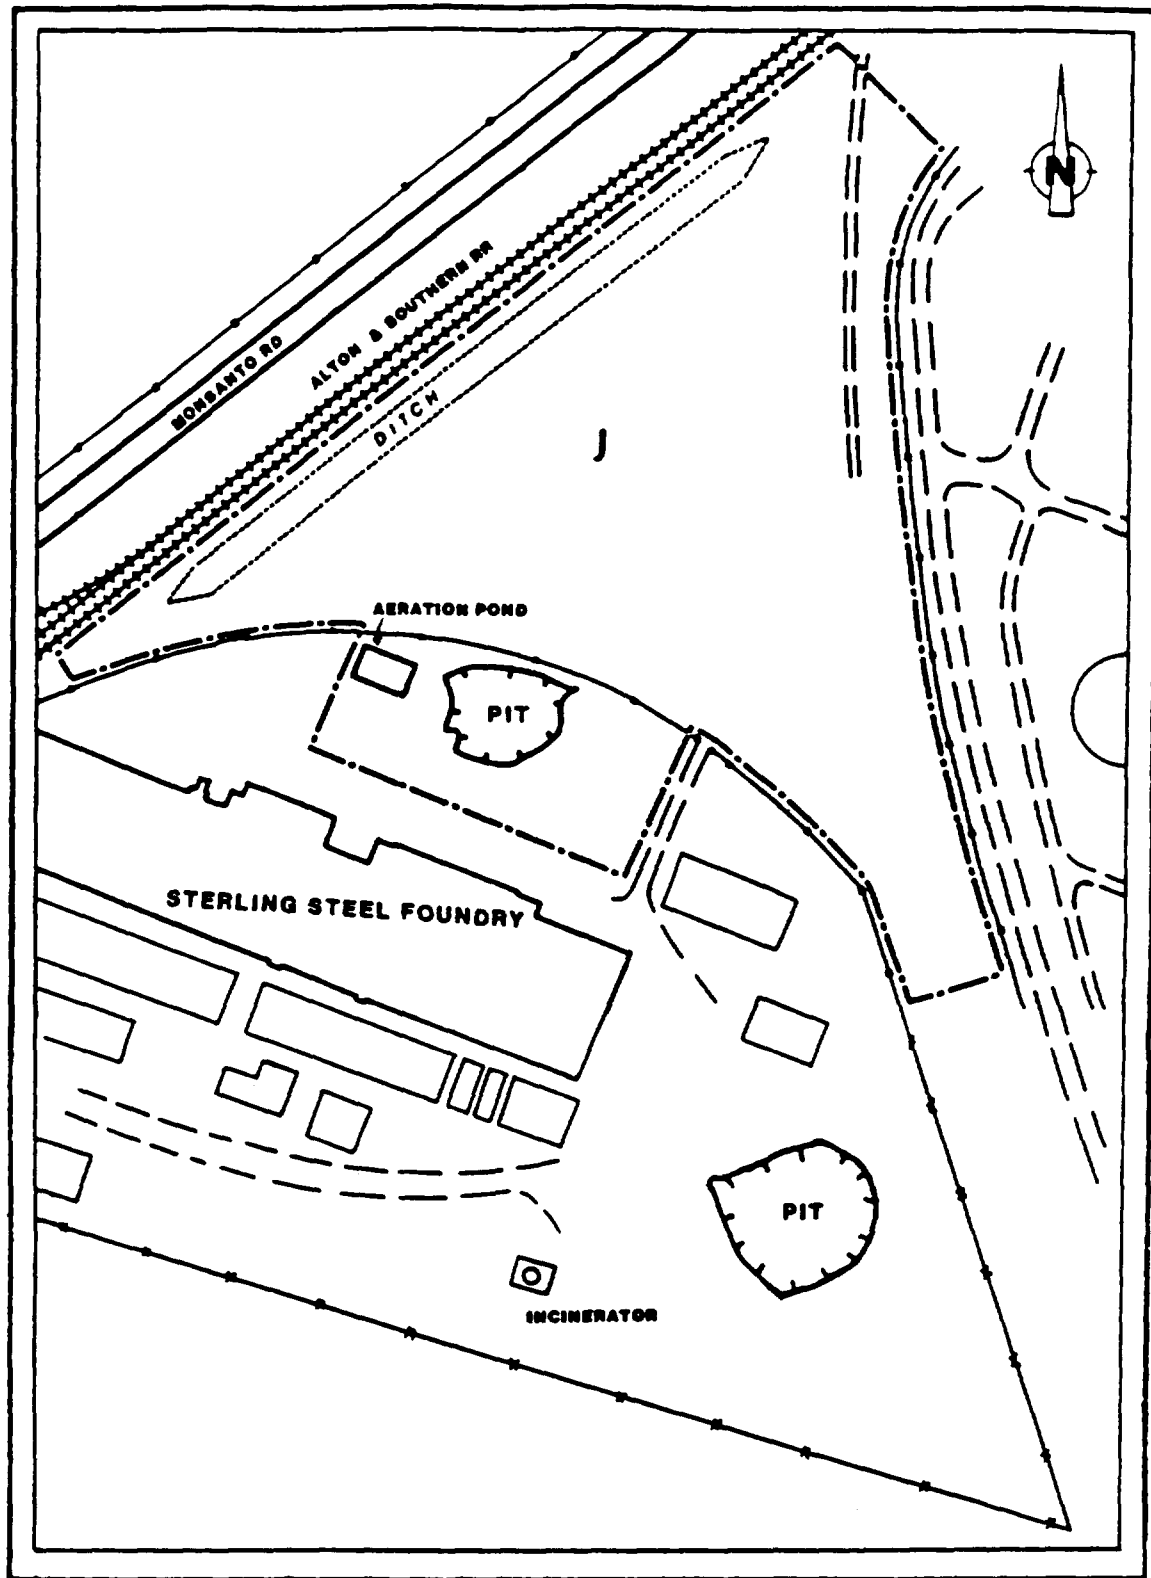 N
ALTON & SOUTHERN RR
MONSANTO RD
DITCH
J
AERATION POND
PIT
STERLING STEEL FOUNDRY
PIT
INCINERATOR